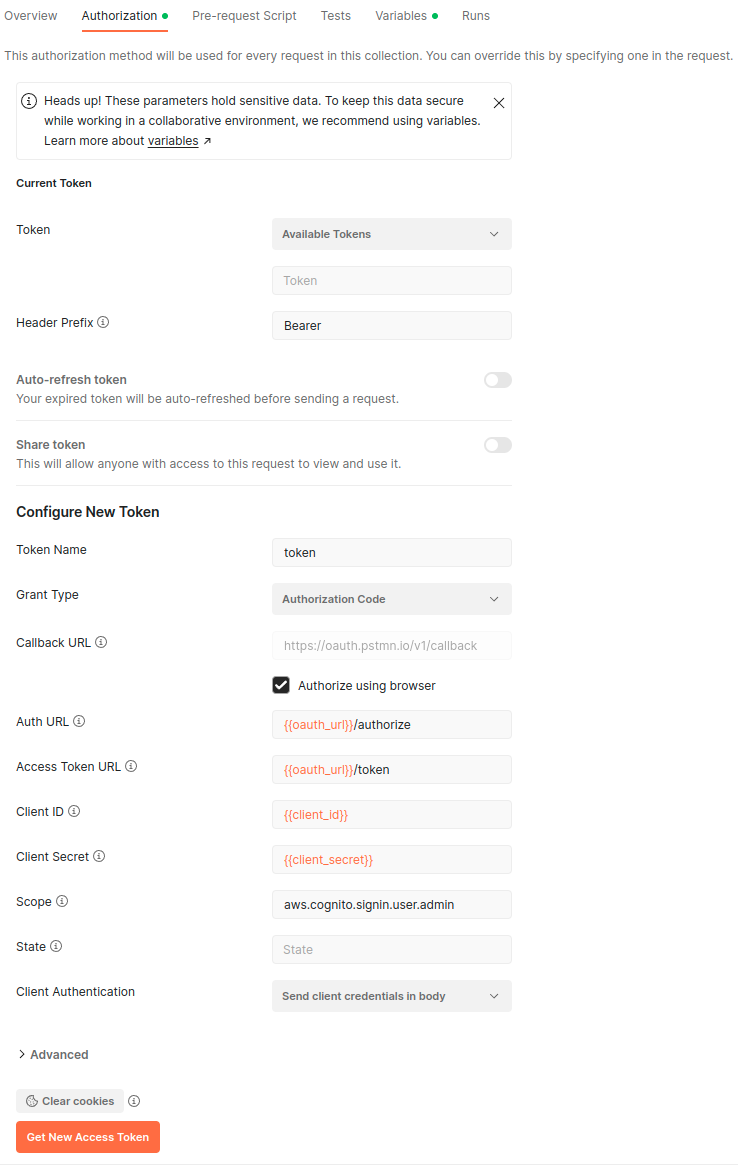 Overview Authorization Pre-request Script Tests Variables Runs
This authorization method will be used for every request in this collection. You can override this by specifying one in the request.
Heads up! These parameters hold sensitive data. To keep this data secure
while working in a collaborative environment, we recommend using variables.
Learn more about variables ↗
Current Token
Token
Available Tokens
Token
Header Prefix
Bearer
Auto-refresh token
Your expired token will be auto-refreshed before sending a request.
Share token
This will allow anyone with access to this request to view and use it.
Configure New Token
Token Name
token
Grant Type
Authorization Code
Callback URL
https://oauth.pstmn.io/v1/callback
Authorize using browser
Auth URL
{{oauth_url}}/authorize
Access Token URL
{{oauth_url}}/token
Client ID
{{client_id}}
Client Secret
{{client_secret}}
Scope
aws.cognito.signin.user.admin
State
State
Client Authentication
Send client credentials in body
Advanced
Clear cookies
Get New Access Token